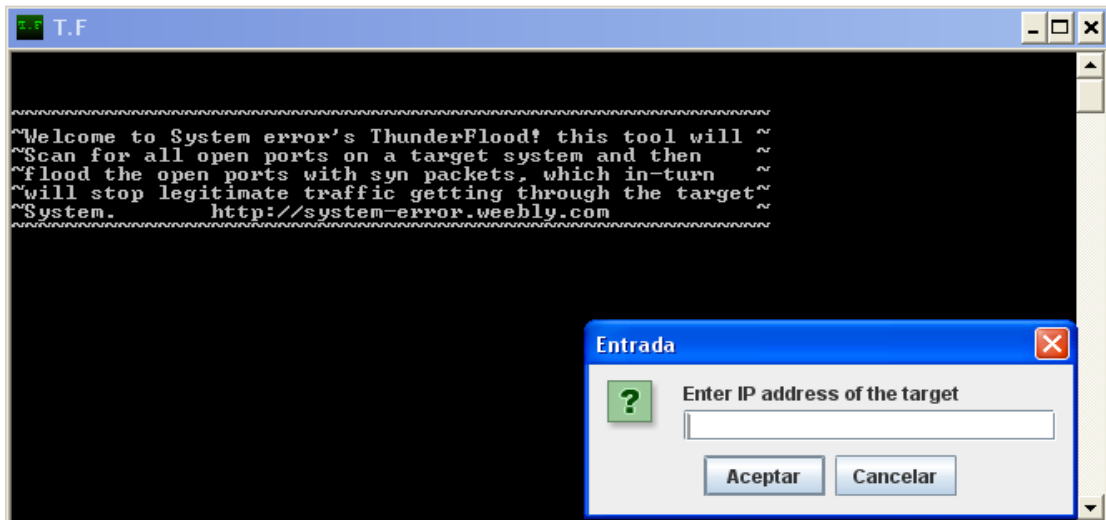 T.F
~~~~~~~~~~~~~~~~~~~~~~~~~~~~~~~~~~~~~~~~~~~~~~~~~~~~~~~~~~~~~~~~~~~~~~
~Welcome to System error's ThunderFlood! this tool will ~
~Scan for all open ports on a target system and then ~
~flood the open ports with syn packets, which in-turn ~
~will stop legitimate traffic getting through the target~
~System. http://system-error.weebly.com ~
~~~~~~~~~~~~~~~~~~~~~~~~~~~~~~~~~~~~~~~~~~~~~~~~~~~~~~~~~~~~~~~~~~~~~~
Entrada
Enter IP address of the target
Aceptar Cancelar